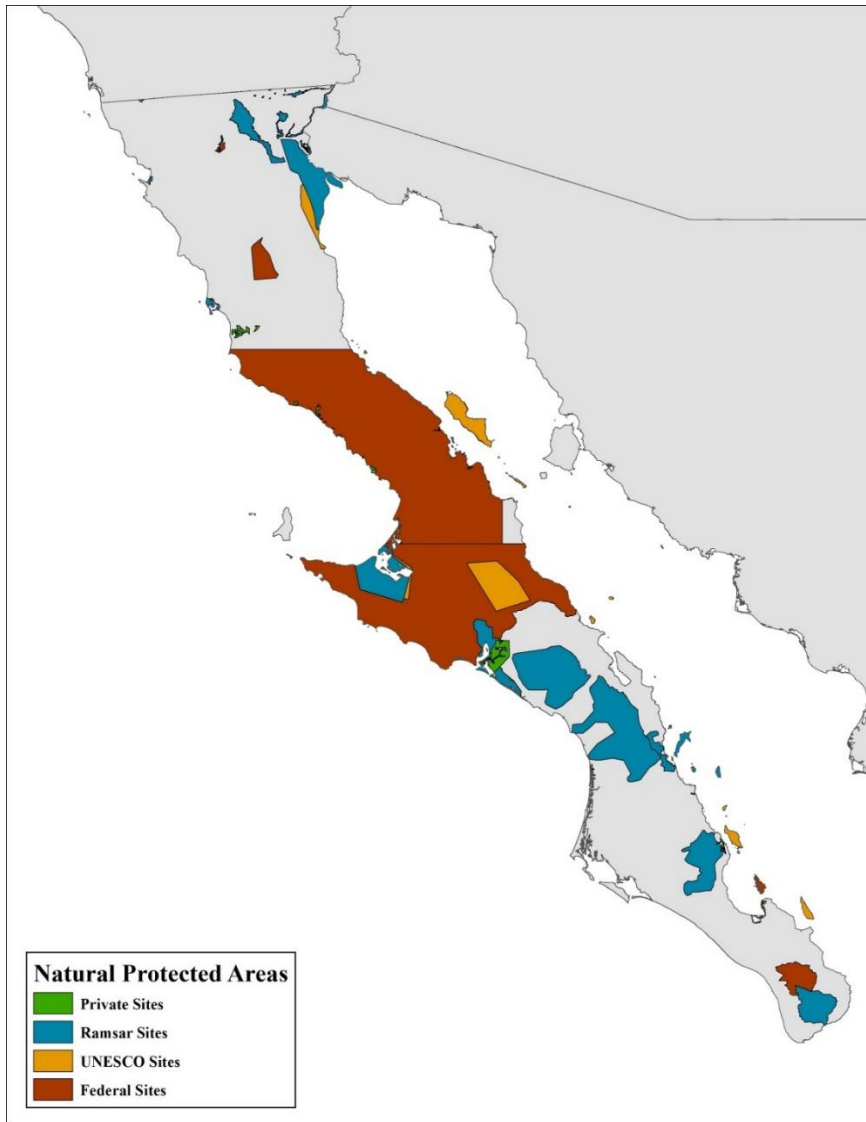 Natural Protected Areas
Private Sites
Ramsar Sites
UNESCO Sites
Federal Sites